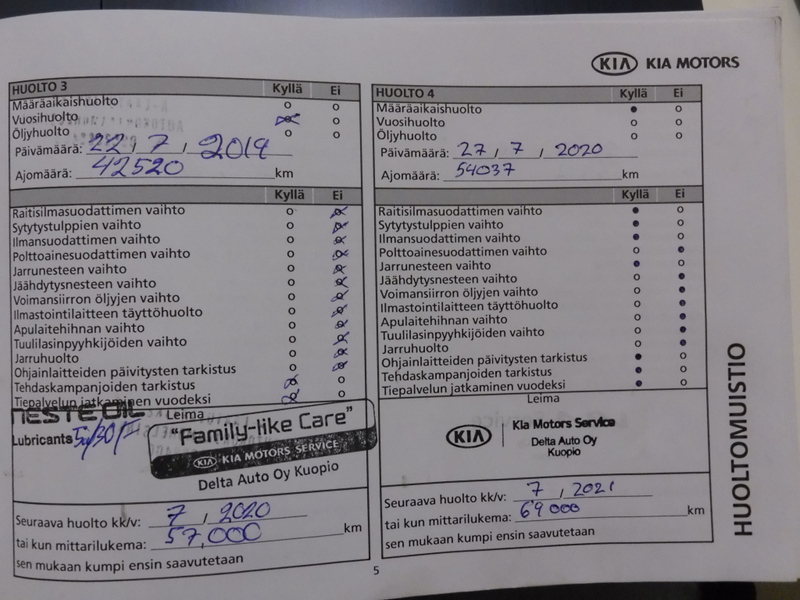 KIA KIA MOTORS
HUOLTO 3 Kyllä Ei
Määräaikaishuolto o o
Vuosihuolto o
Öljyhuolto o o
Päivämäärä: 22 / 7 / 2019
Ajomäärä: 42520 km
Kyllä Ei
Raitisilmasuodattimen vaihto o
Sytytystulppien vaihto o
Ilmansuodattimen vaihto o
Polttoainesuodattimen vaihto o
Jarrunesteen vaihto o
Jäähdytysnesteen vaihto o
Voimansiirron öljyjen vaihto o
Ilmastointilaitteen täyttöhuolto o
Apulaitehihnan vaihto o
Tuulilasinpyyhkijöiden vaihto o
Jarruhuolto o
Ohjainlaitteiden päivitysten tarkistus o
Tehdaskampanjoiden tarkistus o
Tiepalvelun jatkaminen vuodeksi o
NESTE OIL Leima
Lubricants 5w/30
"Family-like Care"
KIA KIA MOTORS SERVICE
Delta Auto Oy Kuopio
Seuraava huolto kk/v: 7 / 2020
tai kun mittarilukema: 57,000 km
sen mukaan kumpi ensin saavutetaan
HUOLTO 4 Kyllä Ei
Määräaikaishuolto o
Vuosihuolto o o
Öljyhuolto o o
Päivämäärä: 27 / 7 / 2020
Ajomäärä: 54037 km
Kyllä Ei
Raitisilmasuodattimen vaihto o
Sytytystulppien vaihto o
Ilmansuodattimen vaihto o
Polttoainesuodattimen vaihto o
Jarrunesteen vaihto o
Jäähdytysnesteen vaihto o
Voimansiirron öljyjen vaihto o
Ilmastointilaitteen täyttöhuolto o
Apulaitehihnan vaihto o
Tuulilasinpyyhkijöiden vaihto o
Jarruhuolto o
Ohjainlaitteiden päivitysten tarkistus o
Tehdaskampanjoiden tarkistus o
Tiepalvelun jatkaminen vuodeksi o
Leima
KIA Kia Motors Service
Delta Auto Oy
Kuopio
Seuraava huolto kk/v: 7 / 2021
tai kun mittarilukema: 69000 km
sen mukaan kumpi ensin saavutetaan
HUOLTOMUISTIO
5